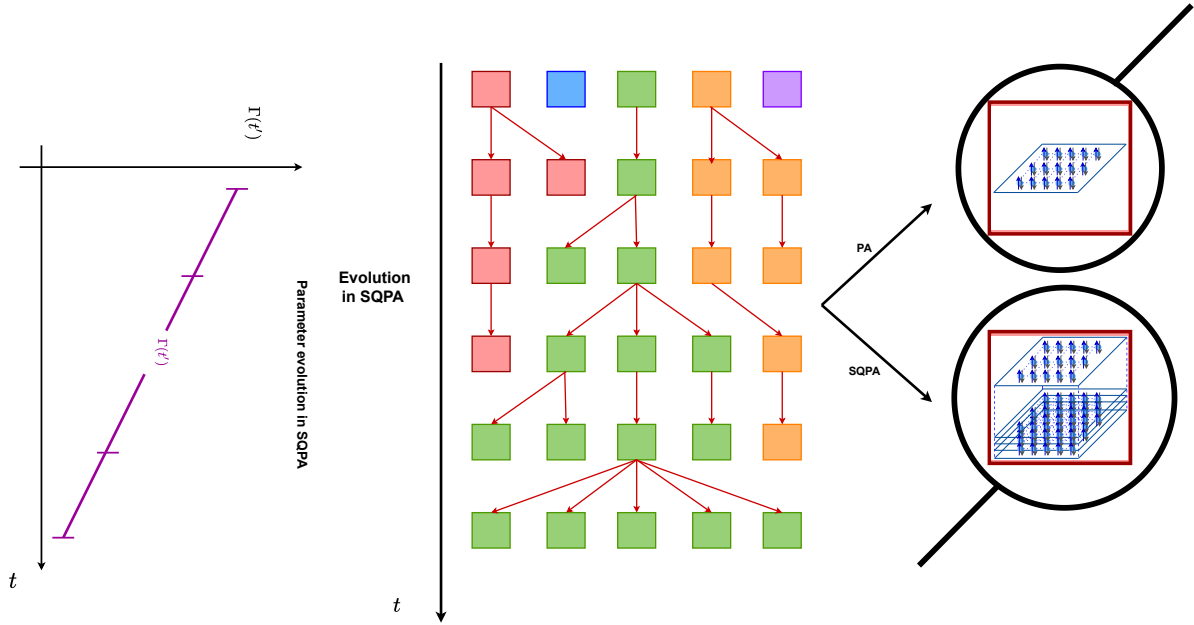 Γ(t')
Γ(t')
Parameter evolution in SQPA
t
Evolution
in SQPA
t
PA
SQPA